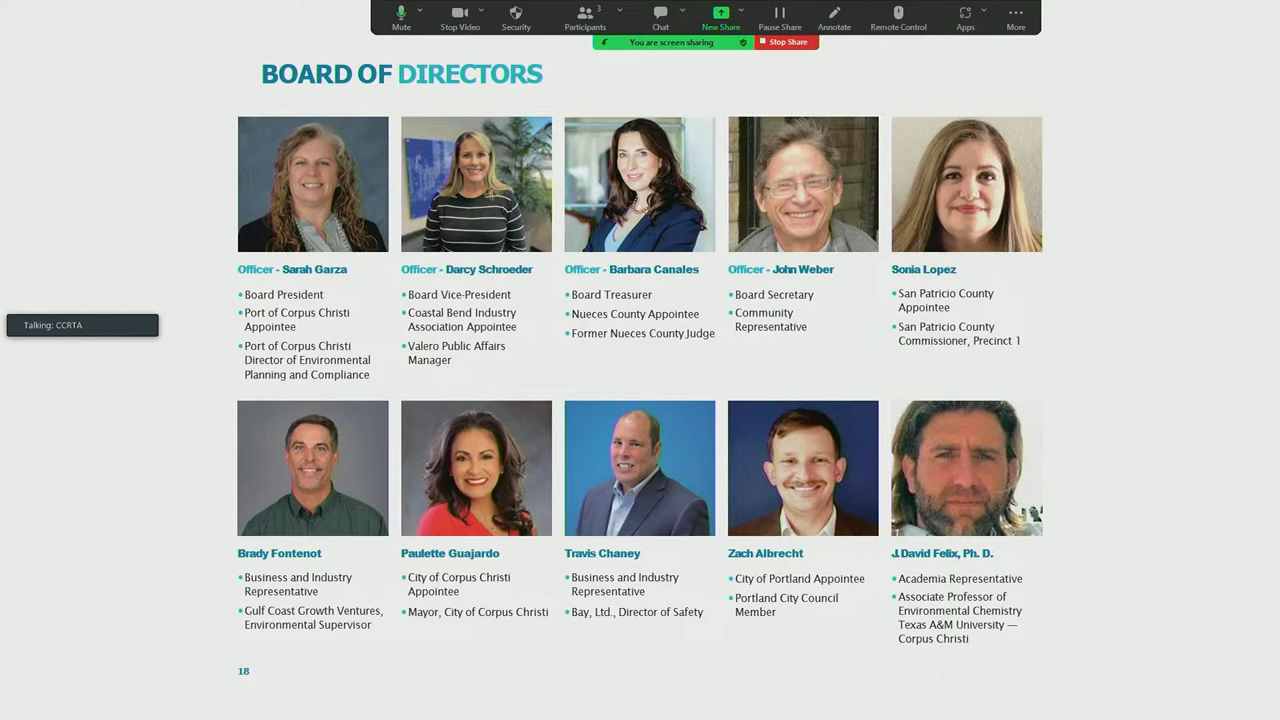 Mute
Stop Video
Security
Participants
3
Chat
New Share
Pause Share
Annotate
Remote Control
Apps
More
You are screen sharing
Stop Share
BOARD OF DIRECTORS
Officer - Sarah Garza
• Board President
• Port of Corpus Christi
Appointee
• Port of Corpus Christi
Director of Environmental
Planning and Compliance
Officer - Darcy Schroeder
• Board Vice-President
• Coastal Bend Industry
Association Appointee
• Valero Public Affairs
Manager
Officer - Barbara Canales
• Board Treasurer
• Nueces County Appointee
• Former Nueces County Judge
Officer - John Weber
• Board Secretary
• Community
Representative
Sonia Lopez
• San Patricio County
Appointee
• San Patricio County
Commissioner, Precinct 1
Talking: CCRTA
Brady Fontenot
• Business and Industry
Representative
• Gulf Coast Growth Ventures,
Environmental Supervisor
Paulette Guajardo
• City of Corpus Christi
Appointee
• Mayor, City of Corpus Christi
Travis Chaney
• Business and Industry
Representative
• Bay, Ltd., Director of Safety
Zach Albrecht
• City of Portland Appointee
• Portland City Council
Member
J. David Felix, Ph. D.
• Academia Representative
• Associate Professor of
Environmental Chemistry
Texas A&M University —
Corpus Christi
18